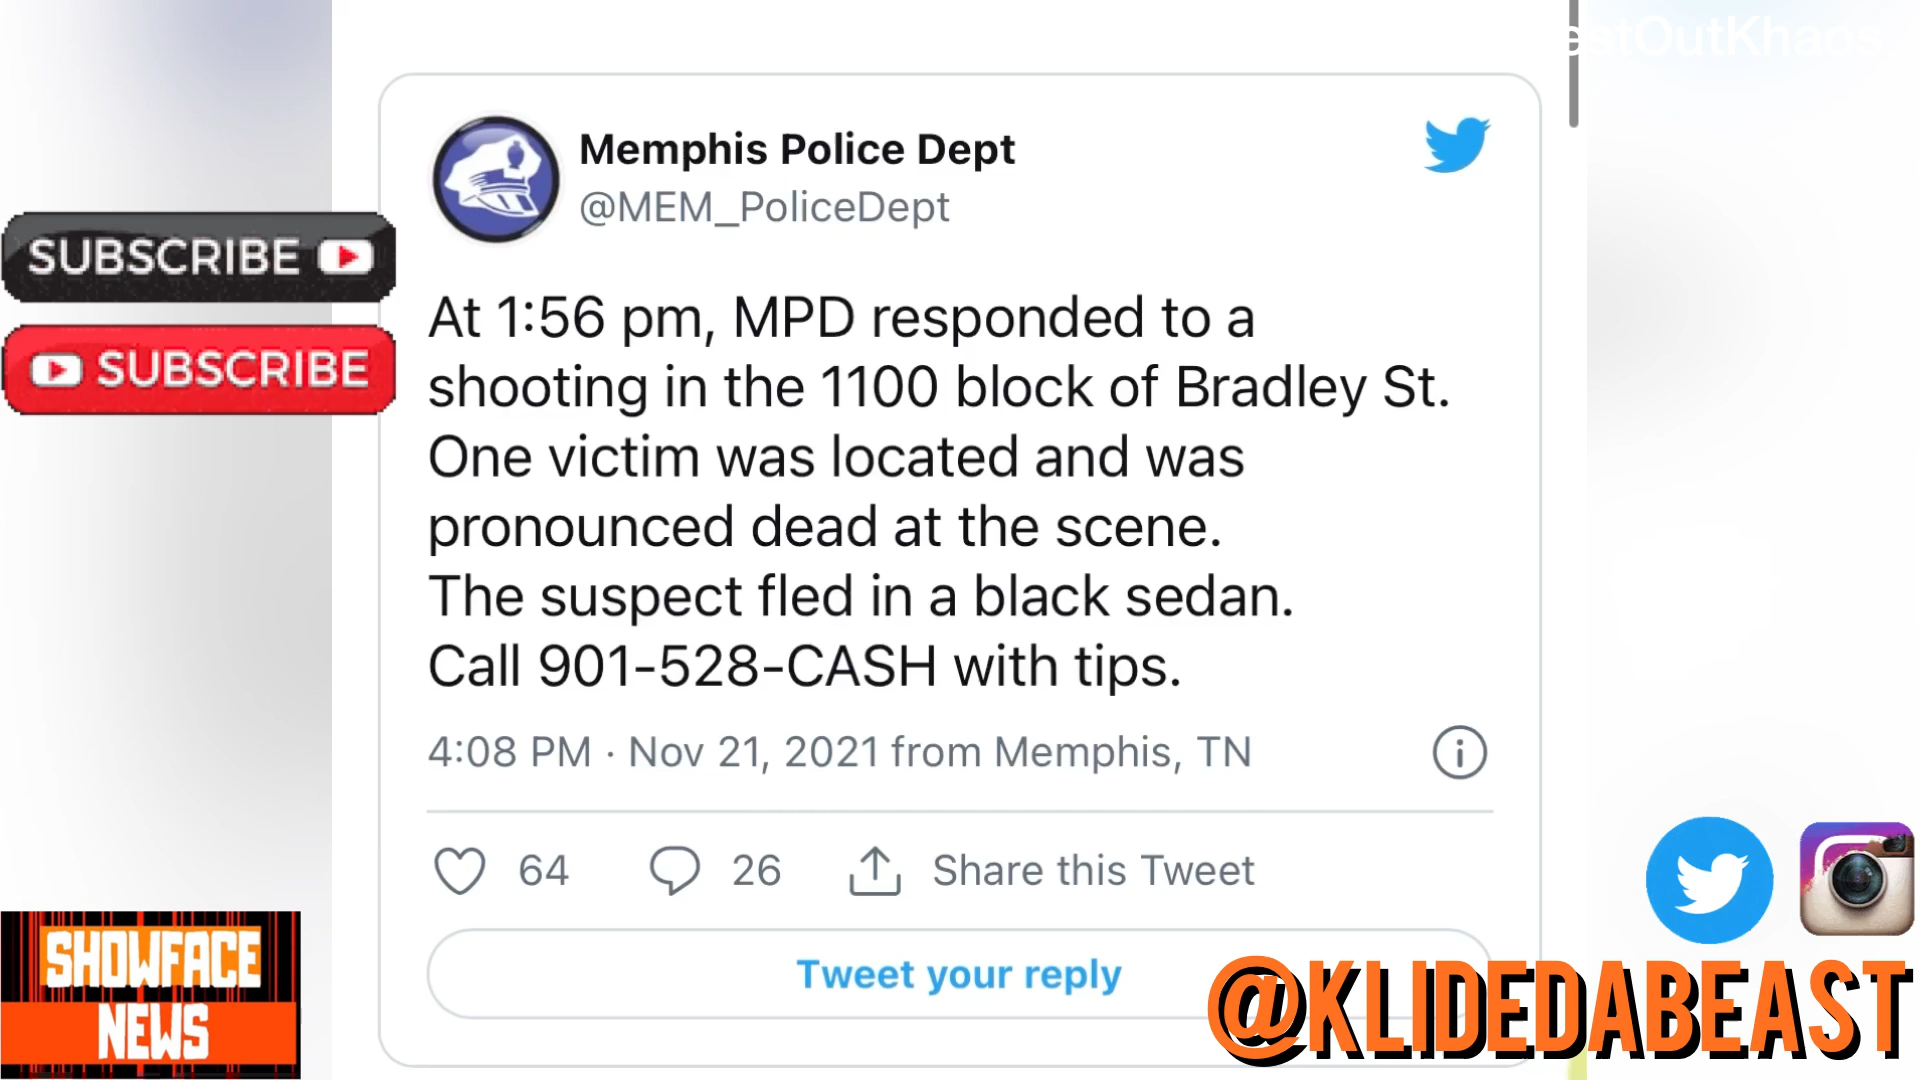 Memphis Police Dept
@MEM_PoliceDept
SUBSCRIBE
SUBSCRIBE
At 1:56 pm, MPD responded to a
shooting in the 1100 block of Bradley St.
One victim was located and was
pronounced dead at the scene.
The suspect fled in a black sedan.
Call 901-528-CASH with tips.
4:08 PM · Nov 21, 2021 from Memphis, TN
64 26 Share this Tweet
Tweet your reply
SHOWFACE
NEWS
@KLIDEDABEAST